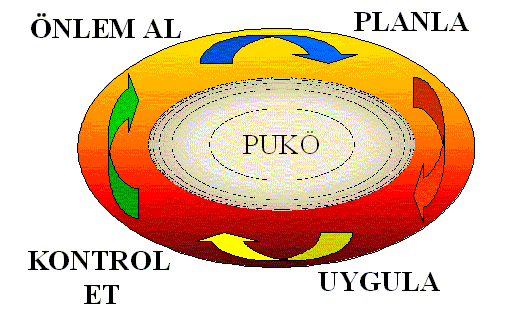 ÖNLEM AL
PLANLA
PUKÖ
KONTROL
ET
UYGULA